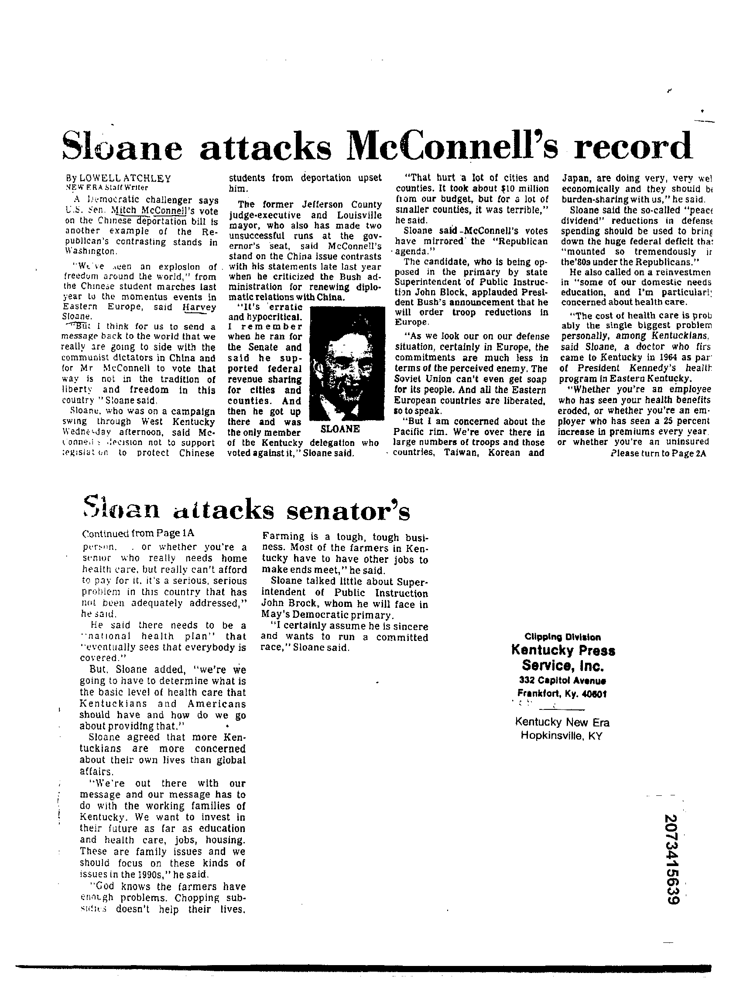 Sloane attacks McConnell's record
By LOWELL ATCHLEY
NEW ERA Staff Writer
A Democratic challenger says
U.S. Sen. Mitch McConnell's vote
on the Chinese deportation bill is
another example of the Re-
publican's contrasting stands in
Washington.
"We've seen an explosion of
freedom around the world," from
the Chinese student marches last
year to the momentus events in
Eastern Europe, said Harvey
Sloane.
"But I think for us to send a
message back to the world that we
really are going to side with the
communist dictators in China and
for Mr McConnell to vote that
way is not in the tradition of
liberty and freedom in this
country" Sloane said.
Sloane, who was on a campaign
swing through West Kentucky
Wednesday afternoon, said Mc-
Connell's decision not to support
legislation to protect Chinese
students from deportation upset
him.
The former Jefferson County
judge-executive and Louisville
mayor, who also has made two
unsuccessful runs at the gov-
ernor's seat, said McConnell's
stand on the China issue contrasts
with his statements late last year
when he criticized the Bush ad-
ministration for renewing diplo-
matic relations with China.
"It's erratic
and hypocritical.
I remember
when he ran for
the Senate and
said he sup-
ported federal
revenue sharing
for cities and
counties. And
then he got up
there and was
the only member
of the Kentucky delegation who
voted against it," Sloane said.
SLOANE
"That hurt a lot of cities and
counties. It took about $10 million
from our budget, but for a lot of
smaller counties, it was terrible,"
he said.
Sloane said McConnell's votes
have mirrored the "Republican
agenda."
The candidate, who is being op-
posed in the primary by state
Superintendent of Public Instruc-
tion John Block, applauded Presi-
dent Bush's announcement that he
will order troop reductions in
Europe.
"As we look our on our defense
situation, certainly in Europe, the
commitments are much less in
terms of the perceived enemy. The
Soviet Union can't even get soap
for its people. And all the Eastern
European countries are liberated,
so to speak.
"But I am concerned about the
Pacific rim. We're over there in
large numbers of troops and those
countries, Taiwan, Korean and
Japan, are doing very, very wel
economically and they should be
burden-sharing with us," he said.
Sloane said the so-called "peace
dividend" reductions in defense
spending should be used to bring
down the huge federal deficit that
"mounted so tremendously in
the '80s under the Republicans."
He also called on a reinvestmen
in "some of our domestic needs
education, and I'm particularly
concerned about health care.
"The cost of health care is prob
ably the single biggest problem
personally, among Kentuckians,
said Sloane, a doctor who firs
came to Kentucky in 1964 as par
of President Kennedy's health
program in Eastern Kentucky.
"Whether you're an employee
who has seen your health benefits
eroded, or whether you're an em-
ployer who has seen a 25 percent
increase in premiums every year
or whether you're an uninsured
Please turn to Page 2A
Sloan attacks senator's
Continued from Page 1A
person, . or whether you're a
senior who really needs home
health care, but really can't afford
to pay for it, it's a serious, serious
problem in this country that has
not been adequately addressed,"
he said.
He said there needs to be a
"national health plan" that
"eventually sees that everybody is
covered."
But, Sloane added, "we're we
going to have to determine what is
the basic level of health care that
Kentuckians and Americans
should have and how do we go
about providing that."
Sloane agreed that more Ken-
tuckians are more concerned
about their own lives than global
affairs.
"We're out there with our
message and our message has to
do with the working families of
Kentucky. We want to invest in
their future as far as education
and health care, jobs, housing.
These are family issues and we
should focus on these kinds of
issues in the 1990s," he said.
"God knows the farmers have
enough problems. Chopping sub-
sidies doesn't help their lives.
Farming is a tough, tough busi-
ness. Most of the farmers in Ken-
tucky have to have other jobs to
make ends meet," he said.
Sloane talked little about Super-
intendent of Public Instruction
John Brock, whom he will face in
May's Democratic primary.
"I certainly assume he is sincere
and wants to run a committed
race," Sloane said.
Clipping Division
Kentucky Press
Service, Inc.
332 Capitol Avenue
Frankfort, Ky. 40601
Kentucky New Era
Hopkinsville, KY
2073415639